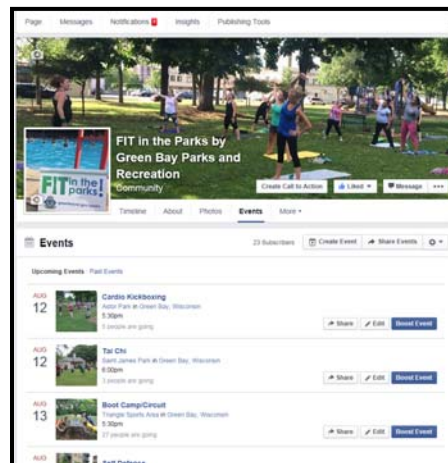 Page Messages Notifications Insights Publishing Tools
FIT in the Parks by
Green Bay Parks and
Recreation
Community
FIT in the
parks!
Create Call to Action Liked Message
Timeline About Photos Events More
Events
23 Subscribers Create Event Share Events
Upcoming Events Past Events
AUG
12
Cardio Kickboxing
Astor Park in Green Bay, Wisconsin
5:30pm
5 people are going
Share Edit Boost Event
AUG
12
Tai Chi
Saint James Park in Green Bay, Wisconsin
6:00pm
3 people are going
Share Edit Boost Event
AUG
13
Boot Camp/Circuit
Triangle Sports Area in Green Bay, Wisconsin
5:30pm
27 people are going
Share Edit Boost Event
AUG
Self Defense